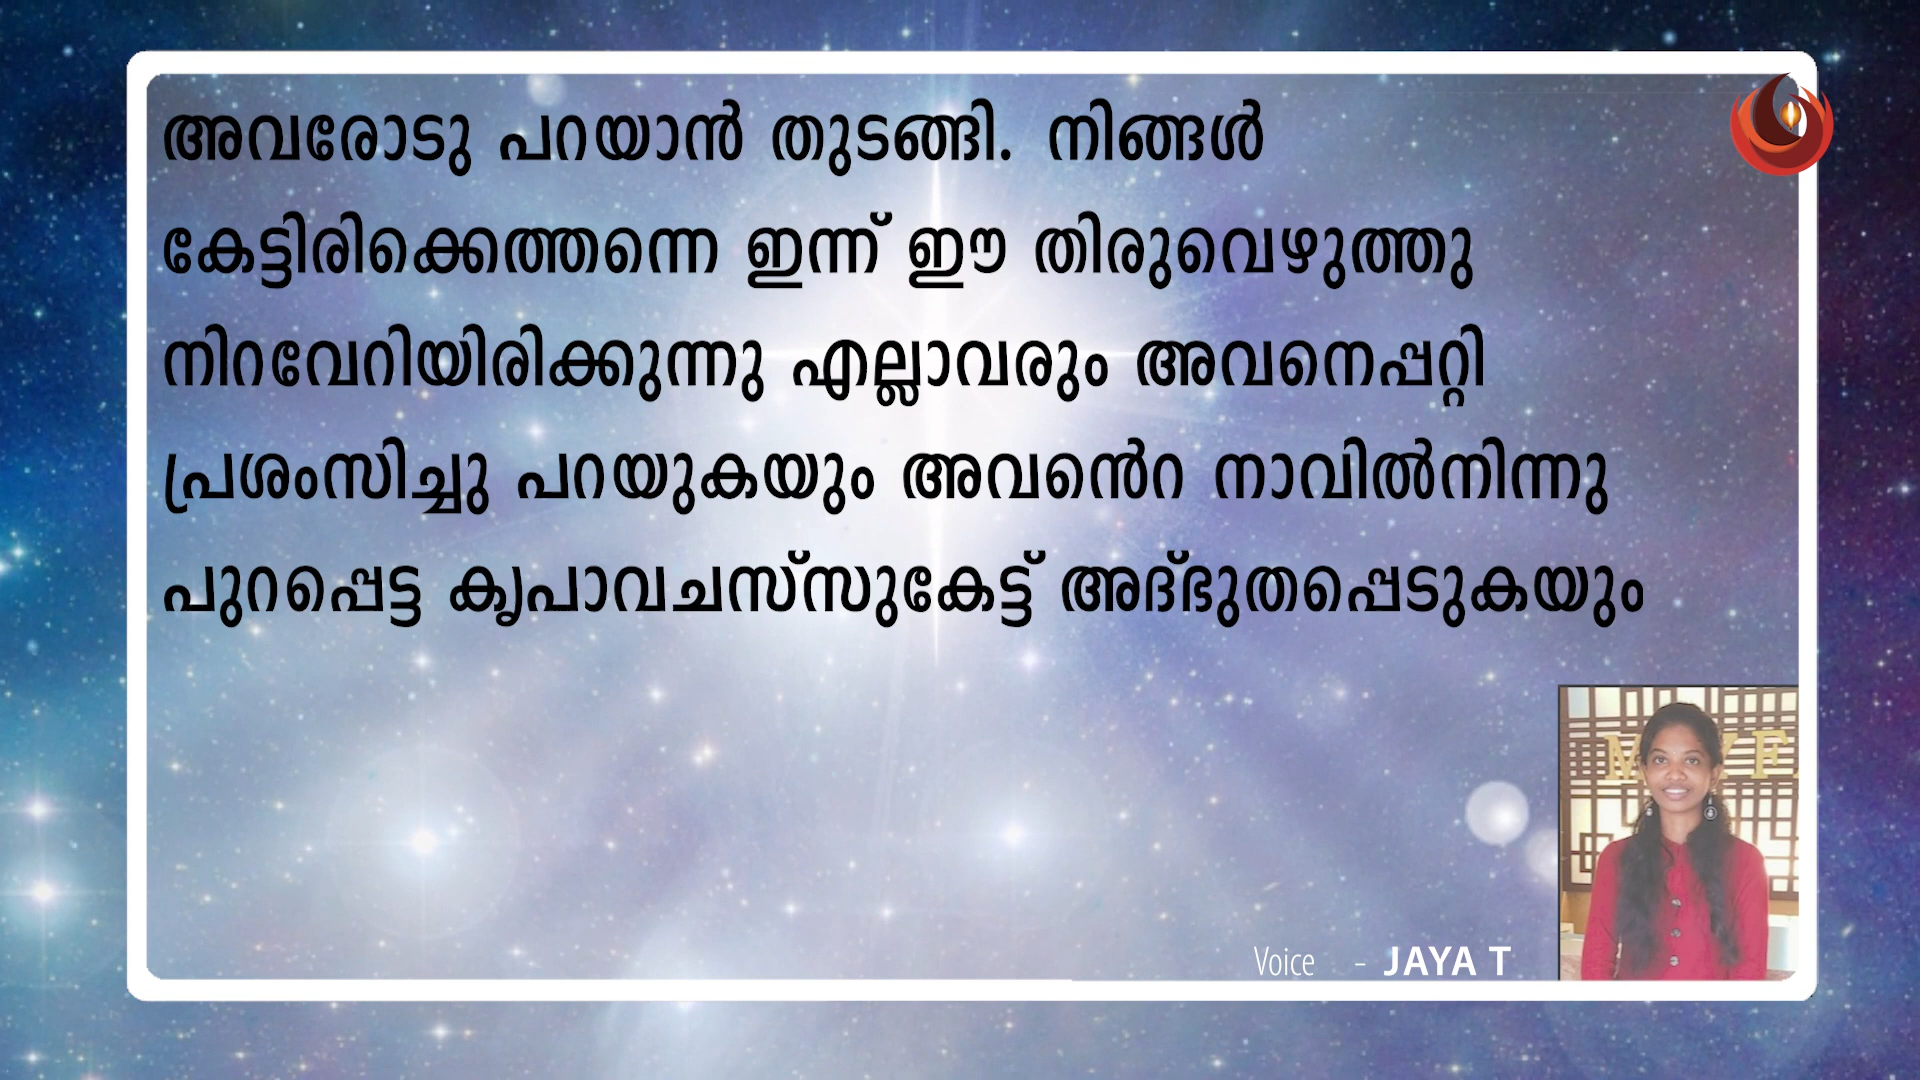 അവരോടു പറയാൻ തുടങ്ങി. നിങ്ങൾ
കേട്ടിരിക്കെത്തന്നെ ഇന്ന് ഈ തിരുവെഴുത്തു
നിറവേറിയിരിക്കുന്നു എല്ലാവരും അവനെപ്പറ്റി
പ്രശംസിച്ചു പറയുകയും അവൻെറ നാവിൽനിന്നു
പുറപ്പെട്ട കൃപാവചസ്‌സുകേട്ട് അദ്ഭുതപ്പെടുകയും
Voice - JAYA T